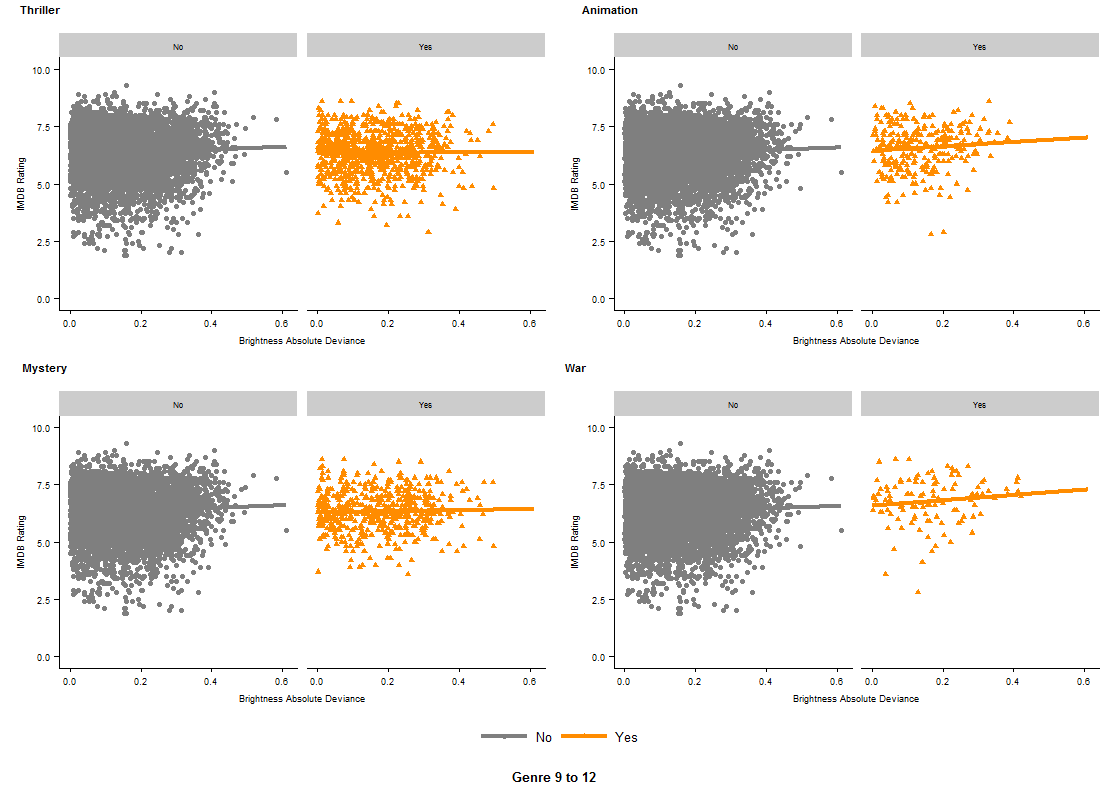 Thriller
No Yes
10.0
7.5
5.0
2.5
0.0
IMDB Rating
0.0 0.2 0.4 0.6 0.0 0.2 0.4 0.6
Brightness Absolute Deviance
Animation
No Yes
10.0
7.5
5.0
2.5
0.0
IMDB Rating
0.0 0.2 0.4 0.6 0.0 0.2 0.4 0.6
Brightness Absolute Deviance
Mystery
No Yes
10.0
7.5
5.0
2.5
0.0
IMDB Rating
0.0 0.2 0.4 0.6 0.0 0.2 0.4 0.6
Brightness Absolute Deviance
War
No Yes
10.0
7.5
5.0
2.5
0.0
IMDB Rating
0.0 0.2 0.4 0.6 0.0 0.2 0.4 0.6
Brightness Absolute Deviance
No Yes
Genre 9 to 12